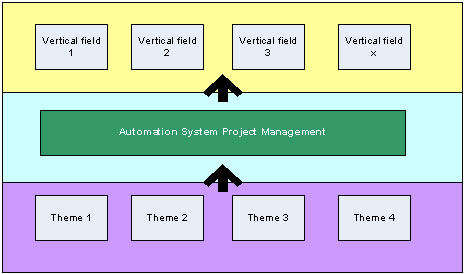 Vertical field
1
Vertical field
2
Vertical field
3
Vertical field
x
Automation System Project Management
Theme 1
Theme 2
Theme 3
Theme 4